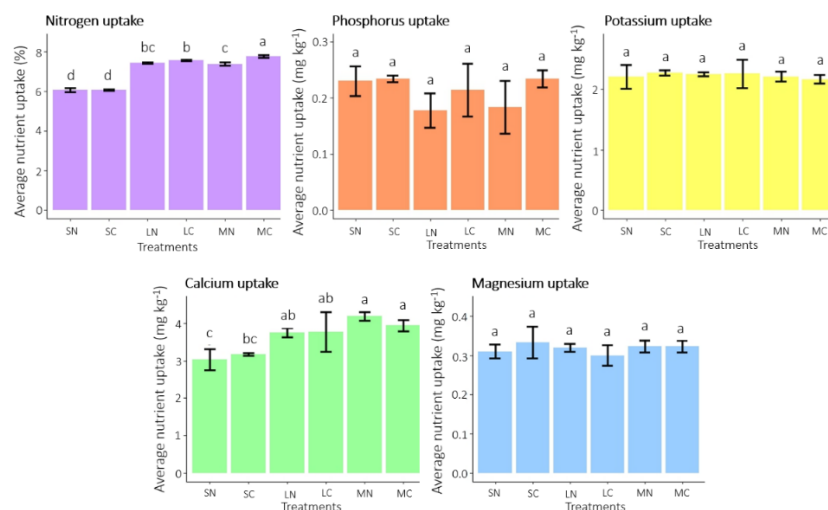 Nitrogen uptake
Average nutrient uptake (%)
8
6
4
2
0
d d bc b c a
SN SC LN LC MN MC
Treatments
Phosphorus uptake
Average nutrient uptake (mg kg⁻¹)
0.3
0.2
0.1
0.0
a a a a a a
SN SC LN LC MN MC
Treatments
Potassium uptake
Average nutrient uptake (mg kg⁻¹)
2
1
0
a a a a a a
SN SC LN LC MN MC
Treatments
Calcium uptake
Average nutrient uptake (mg kg⁻¹)
4
3
2
1
0
c bc ab ab a a
SN SC LN LC MN MC
Treatments
Magnesium uptake
Average nutrient uptake (mg kg⁻¹)
0.4
0.3
0.2
0.1
0.0
a a a a a a
SN SC LN LC MN MC
Treatments